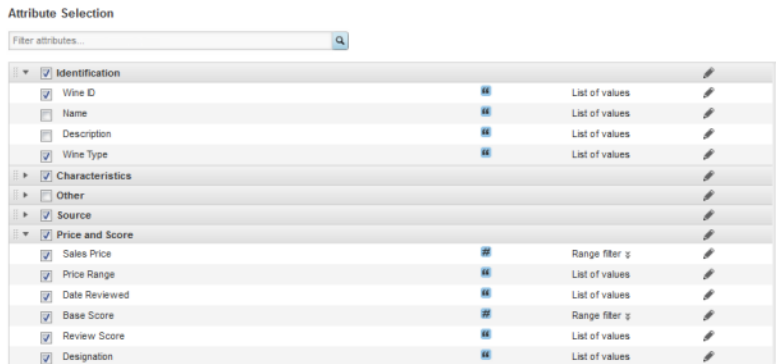 Attribute Selection
Filter attributes...
Identification
Wine ID “ List of values
Name “ List of values
Description “ List of values
Wine Type “ List of values
Characteristics
Other
Source
Price and Score
Sales Price # Range filter
Price Range “ List of values
Date Reviewed “ List of values
Base Score # Range filter
Review Score “ List of values
Designation “ List of values